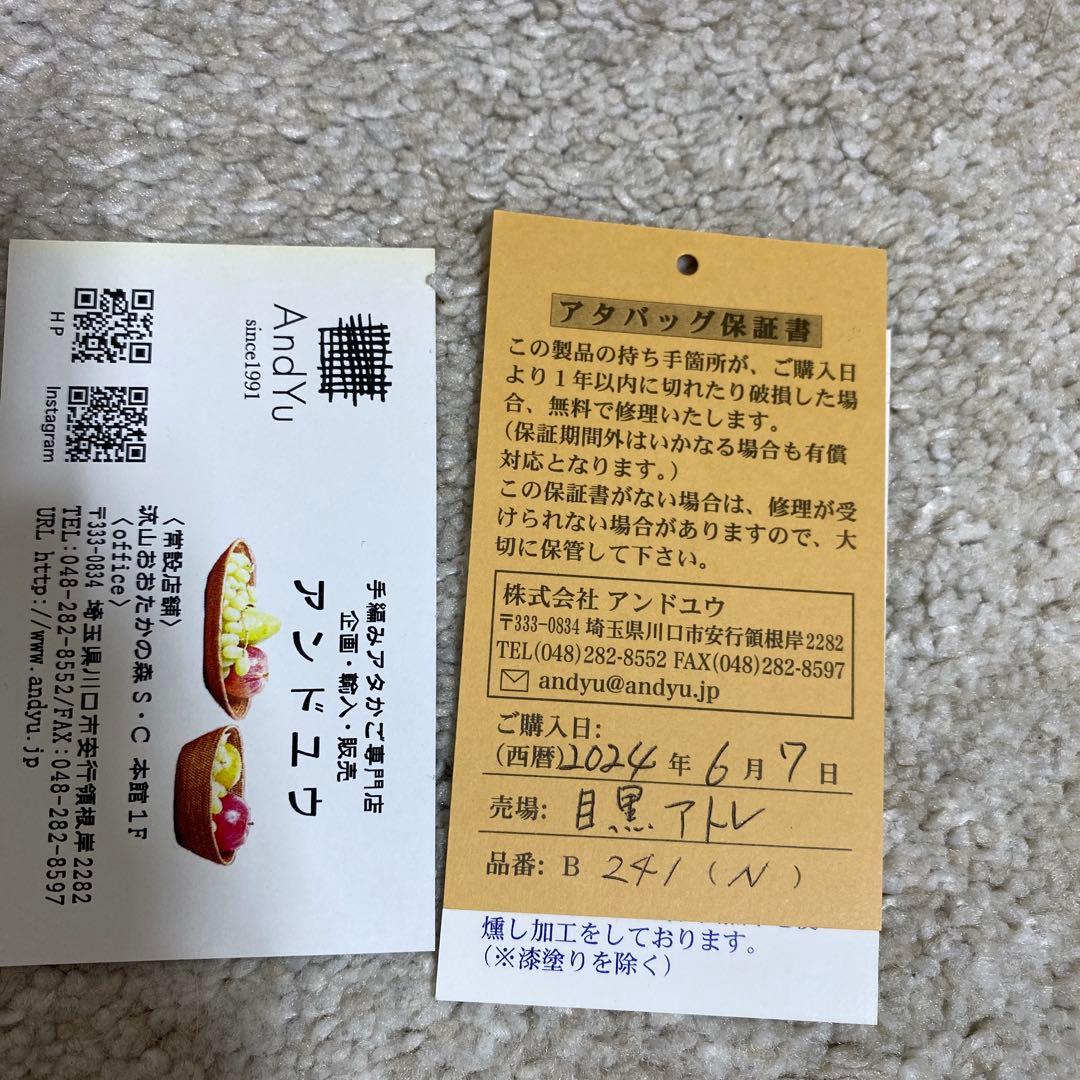 AndYu
since1991
HP
Instagram
手編みアタかご専門店
企画・輸入・販売
アンドユウ
〈常設店舗〉
流山おおたかの森S・C 本館1F
〈office〉
〒333-0834 埼玉県川口市安行領根岸2282
TEL:048-282-8552/FAX:048-282-8597
URL http://www.andyu.jp
アタバッグ保証書
この製品の持ち手箇所が、ご購入日
より1年以内に切れたり破損した場
合、無料で修理いたします。
(保証期間外はいかなる場合も有償
対応となります。)
この保証書がない場合は、修理が受
けられない場合がありますので、大
切に保管して下さい。
株式会社 アンドユウ
〒333-0834 埼玉県川口市安行領根岸2282
TEL(048)282-8552 FAX(048)282-8597
andyu@andyu.jp
ご購入日:
(西暦)2024年6月7日
売場: 目黒アトレ
品番: B 241(N)
燻し加工をしております。
(※漆塗りを除く)